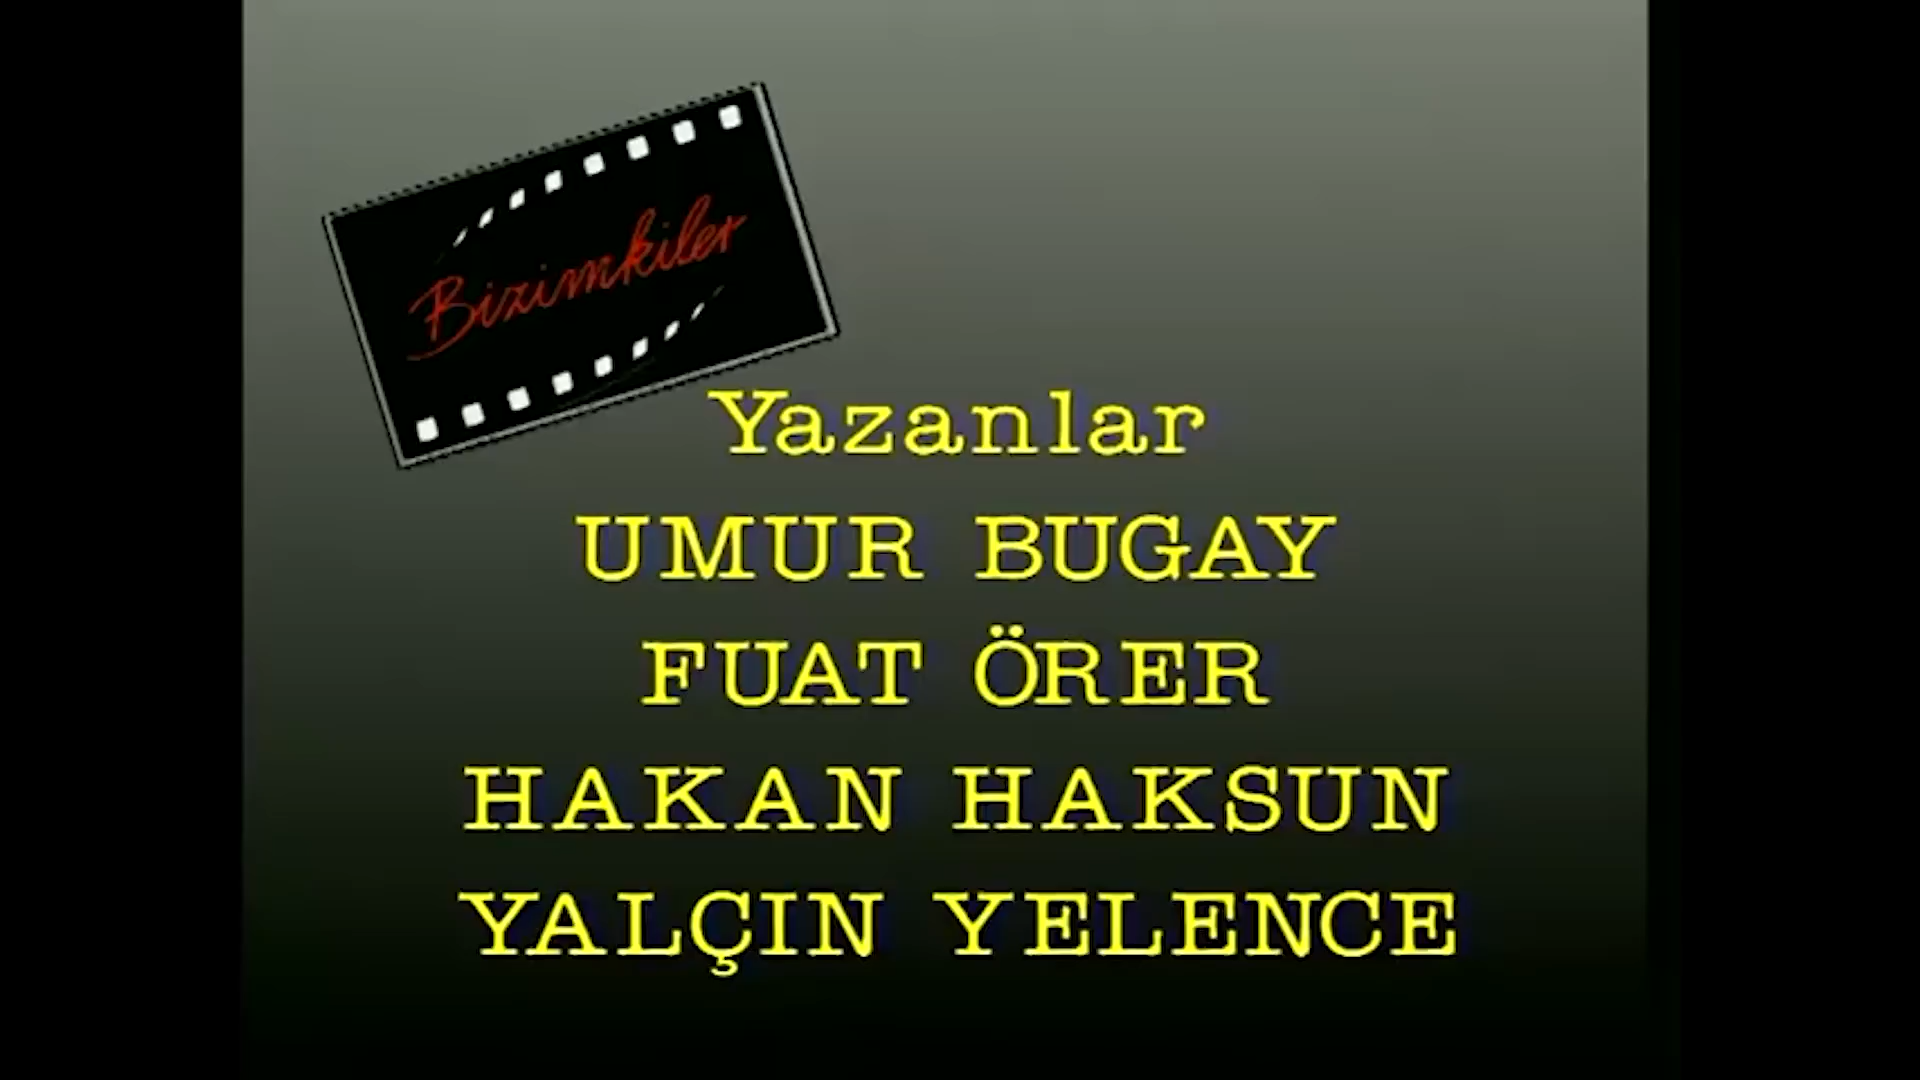 Bizimkiler
Yazanlar
UMUR BUGAY
FUAT ÖRER
HAKAN HAKSUN
YALÇIN YELENCE